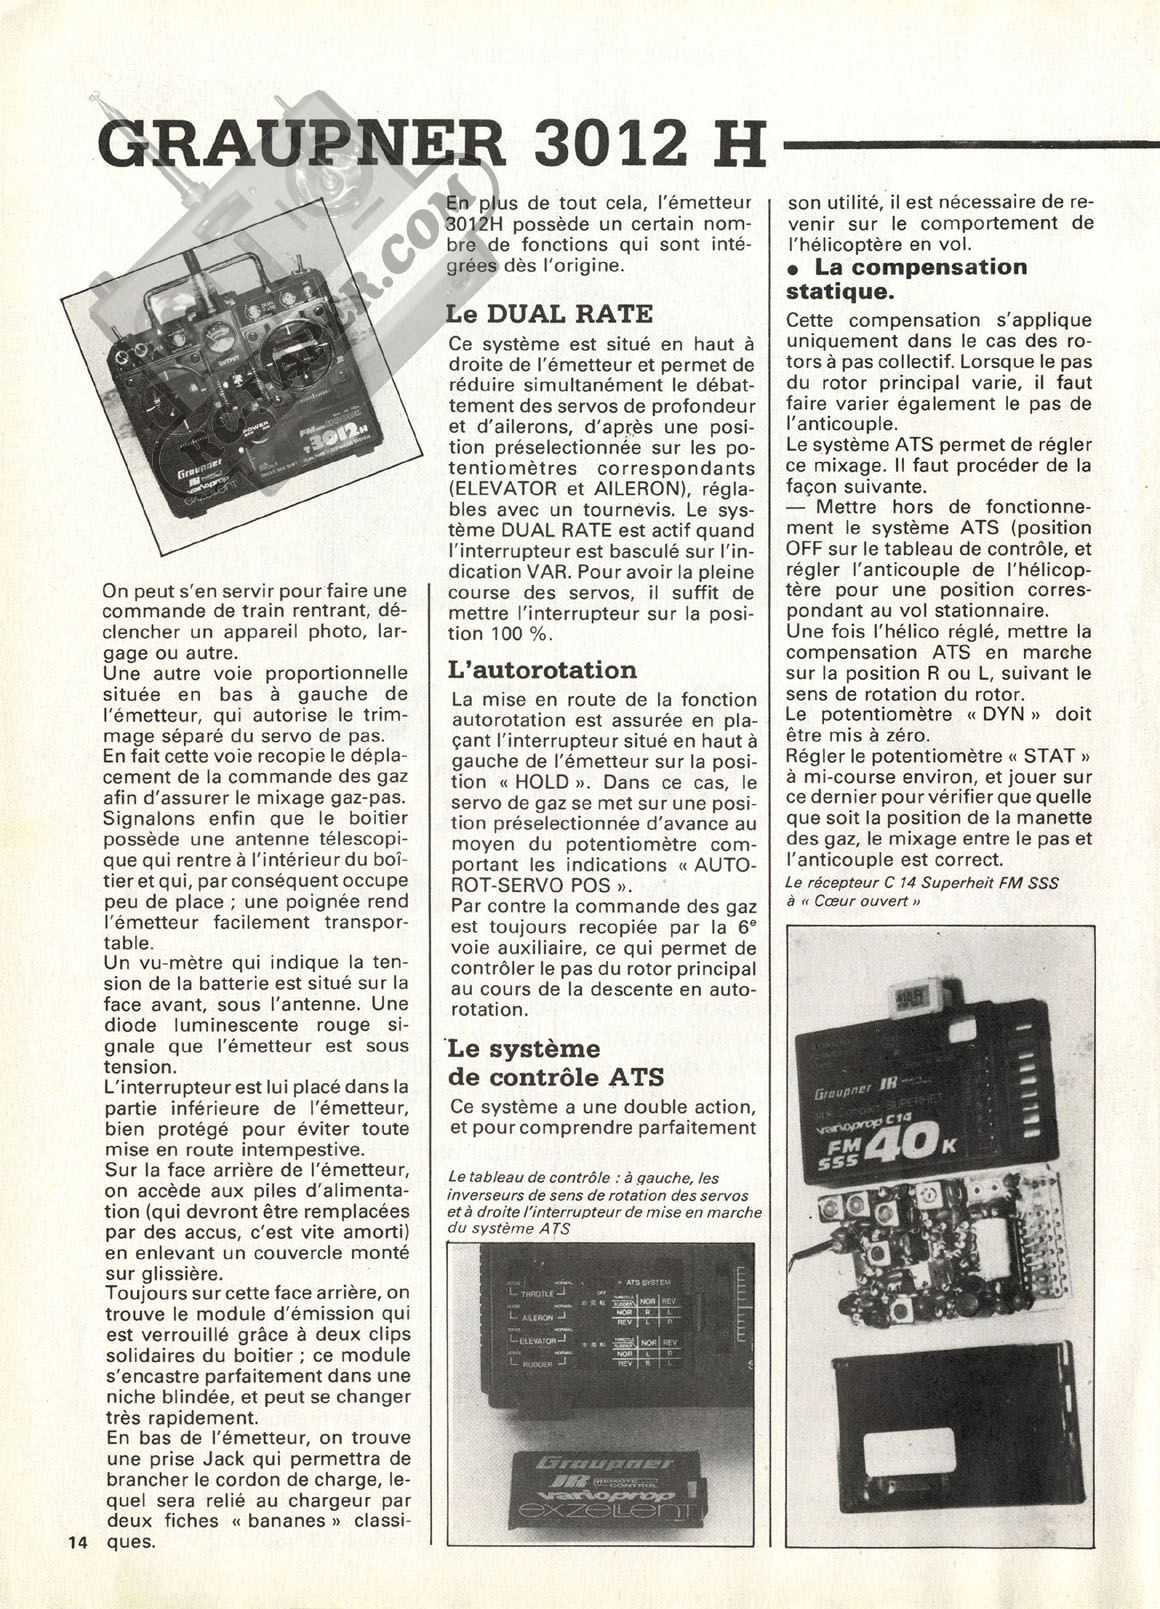 GRAUPNER 3012 H
OUTPUT
POWER
FM
T3012H
Graupner
JR
varioprop
EXZELLENT
RCSCRAPYARD.COM
On peut s'en servir pour faire une
commande de train rentrant, dé-
clencher un appareil photo, lar-
gage ou autre.
Une autre voie proportionnelle
située en bas à gauche de
l'émetteur, qui autorise le trim-
mage séparé du servo de pas.
En fait cette voie recopie le dépla-
cement de la commande des gaz
afin d'assurer le mixage gaz-pas.
Signalons enfin que le boitier
possède une antenne télescopi-
que qui rentre à l'intérieur du boî-
tier et qui, par conséquent occupe
peu de place ; une poignée rend
l'émetteur facilement transpor-
table.
Un vu-mètre qui indique la ten-
sion de la batterie est situé sur la
face avant, sous l'antenne. Une
diode luminescente rouge si-
gnale que l'émetteur est sous
tension.
L'interrupteur est lui placé dans la
partie inférieure de l'émetteur,
bien protégé pour éviter toute
mise en route intempestive.
Sur la face arrière de l'émetteur,
on accède aux piles d'alimenta-
tion (qui devront être remplacées
par des accus, c'est vite amorti)
en enlevant un couvercle monté
sur glissière.
Toujours sur cette face arrière, on
trouve le module d'émission qui
est verrouillé grâce à deux clips
solidaires du boitier ; ce module
s'encastre parfaitement dans une
niche blindée, et peut se changer
très rapidement.
En bas de l'émetteur, on trouve
une prise Jack qui permettra de
brancher le cordon de charge, le-
quel sera relié au chargeur par
deux fiches « bananes » classi-
ques.
14
En plus de tout cela, l'émetteur
3012H possède un certain nom-
bre de fonctions qui sont inté-
grées dès l'origine.
Le DUAL RATE
Ce système est situé en haut à
droite de l'émetteur et permet de
réduire simultanément le débat-
tement des servos de profondeur
et d'ailerons, d'après une posi-
tion préselectionnée sur les po-
tentiomètres correspondants
(ELEVATOR et AILERON), régla-
bles avec un tournevis. Le sys-
tème DUAL RATE est actif quand
l'interrupteur est basculé sur l'in-
dication VAR. Pour avoir la pleine
course des servos, il suffit de
mettre l'interrupteur sur la posi-
tion 100 %.
L'autorotation
La mise en route de la fonction
autorotation est assurée en pla-
çant l'interrupteur situé en haut à
gauche de l'émetteur sur la posi-
tion « HOLD ». Dans ce cas, le
servo de gaz se met sur une posi-
tion préselectionnée d'avance au
moyen du potentiomètre com-
portant les indications « AUTO-
ROT-SERVO POS ».
Par contre la commande des gaz
est toujours recopiée par la 6e
voie auxiliaire, ce qui permet de
contrôler le pas du rotor principal
au cours de la descente en auto-
rotation.
Le système
de contrôle ATS
Ce système a une double action,
et pour comprendre parfaitement
Le tableau de contrôle : à gauche, les
inverseurs de sens de rotation des servos
et à droite l'interrupteur de mise en marche
du système ATS
NORMAL L R ATS SYSTEM
THROTLE OFF THROTLE RUDDER NOR REV
NOR R L
AILERON REV L R
ELEVATOR THROTLE RUDDER NOR REV
NOR L R
RUDDER REV R L
Graupner
JR REMOTE CONTROL
varioprop
EXZELLENT
son utilité, il est nécessaire de re-
venir sur le comportement de
l'hélicoptère en vol.
● La compensation
statique.
Cette compensation s'applique
uniquement dans le cas des ro-
tors à pas collectif. Lorsque le pas
du rotor principal varie, il faut
faire varier également le pas de
l'anticouple.
Le système ATS permet de régler
ce mixage. Il faut procéder de la
façon suivante.
— Mettre hors de fonctionne-
ment le système ATS (position
OFF sur le tableau de contrôle, et
régler l'anticouple de l'hélicop-
tère pour une position corres-
pondant au vol stationnaire.
Une fois l'hélico réglé, mettre la
compensation ATS en marche
sur la position R ou L, suivant le
sens de rotation du rotor.
Le potentiomètre « DYN » doit
être mis à zéro.
Régler le potentiomètre « STAT »
à mi-course environ, et jouer sur
ce dernier pour vérifier que quelle
que soit la position de la manette
des gaz, le mixage entre le pas et
l'anticouple est correct.
Le récepteur C 14 Superheit FM SSS
à « Cœur ouvert »
Graupner JR
SUPERHET
varioprop C14
FM
SSS 40 K